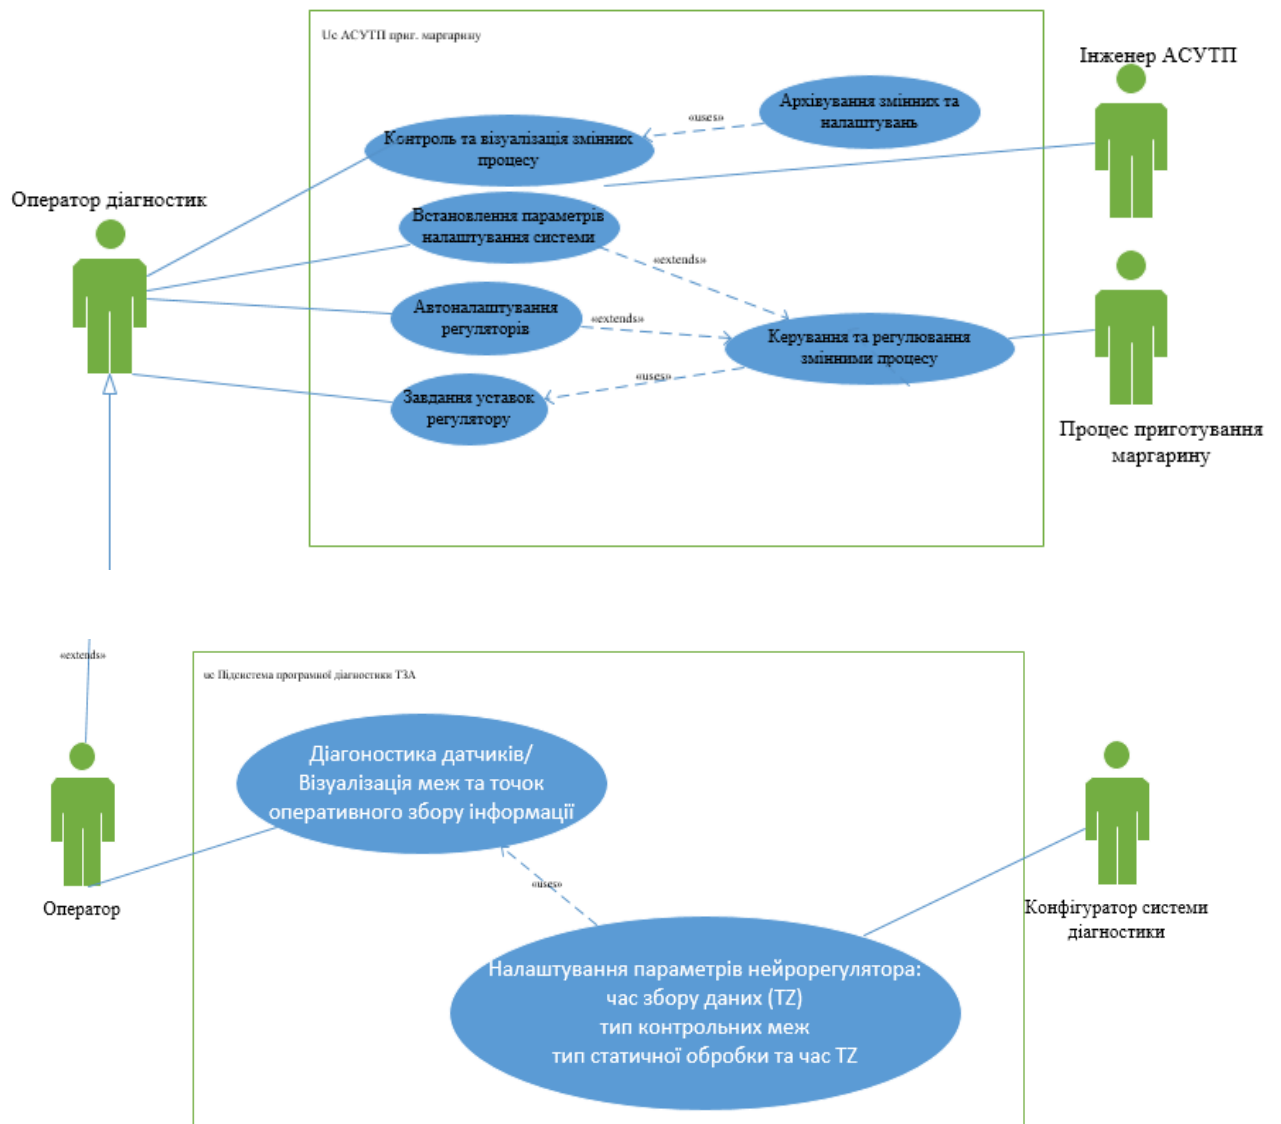 Uc АСУТП приг. маргарину
Інженер АСУТП
Архівування змінних та
налаштувань
«uses»
Контроль та візуалізація змінних
процесу
Оператор діагностик
Встановлення параметрів
налаштування системи
«extends»
Автоналаштування
регуляторів
«extends»
Керування та регулювання
змінними процесу
«uses»
Завдання уставок
регулятору
Процес приготування
маргарину
«extends»
uc Підсистема програмної діагностики ТЗА
Діагоностика датчиків/
Візуалізація меж та точок
оперативного збору інформації
«uses»
Оператор
Конфігуратор системи
діагностики
Налаштування параметрів нейрорегулятора:
час збору даних (TZ)
тип контрольних меж
тип статичної обробки та час TZ